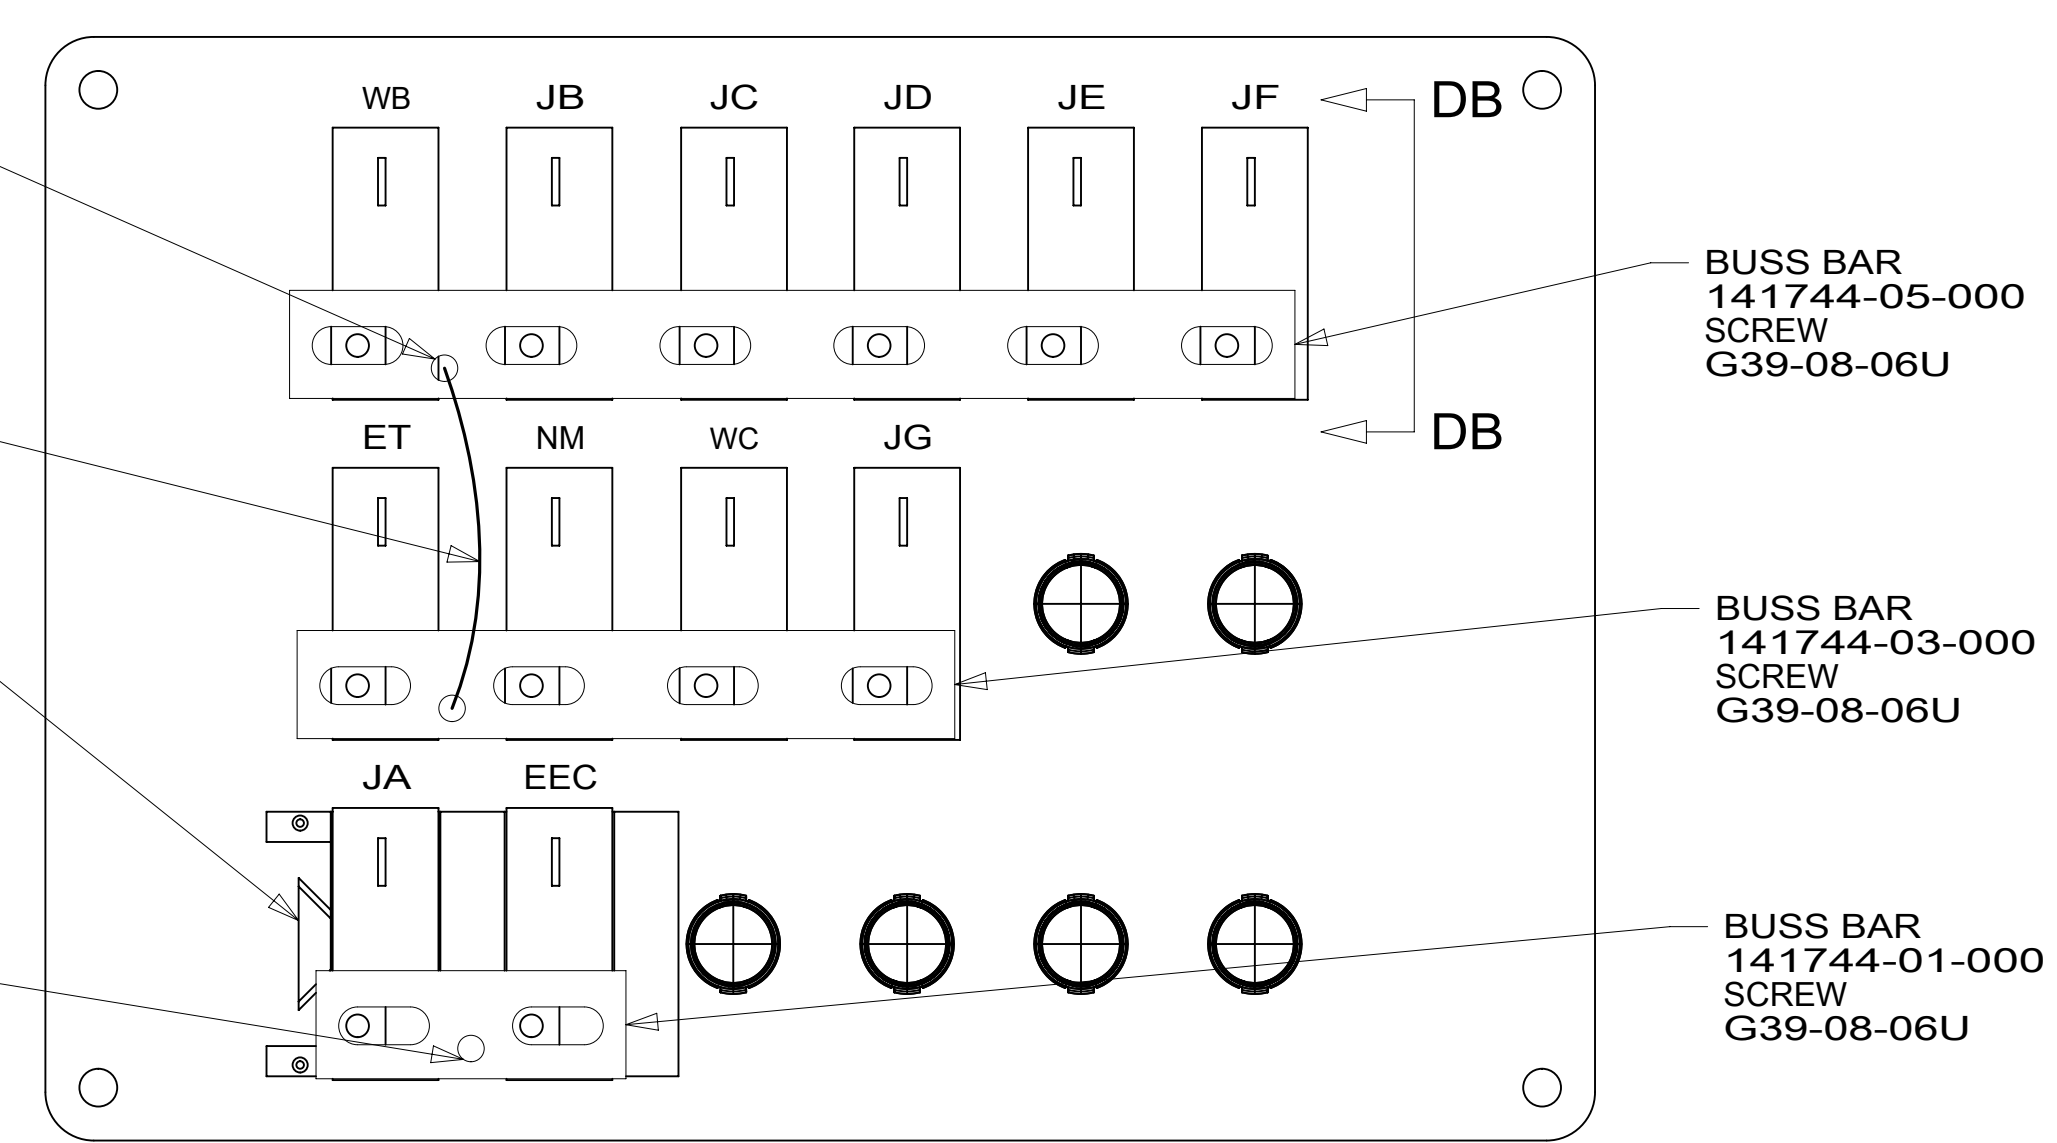 WB JB JC JD JE JF DB
BUSS BAR
141744-05-000
SCREW
G39-08-06U
ET NM WC JG DB
BUSS BAR
141744-03-000
SCREW
G39-08-06U
JA EEC
BUSS BAR
141744-01-000
SCREW
G39-08-06U